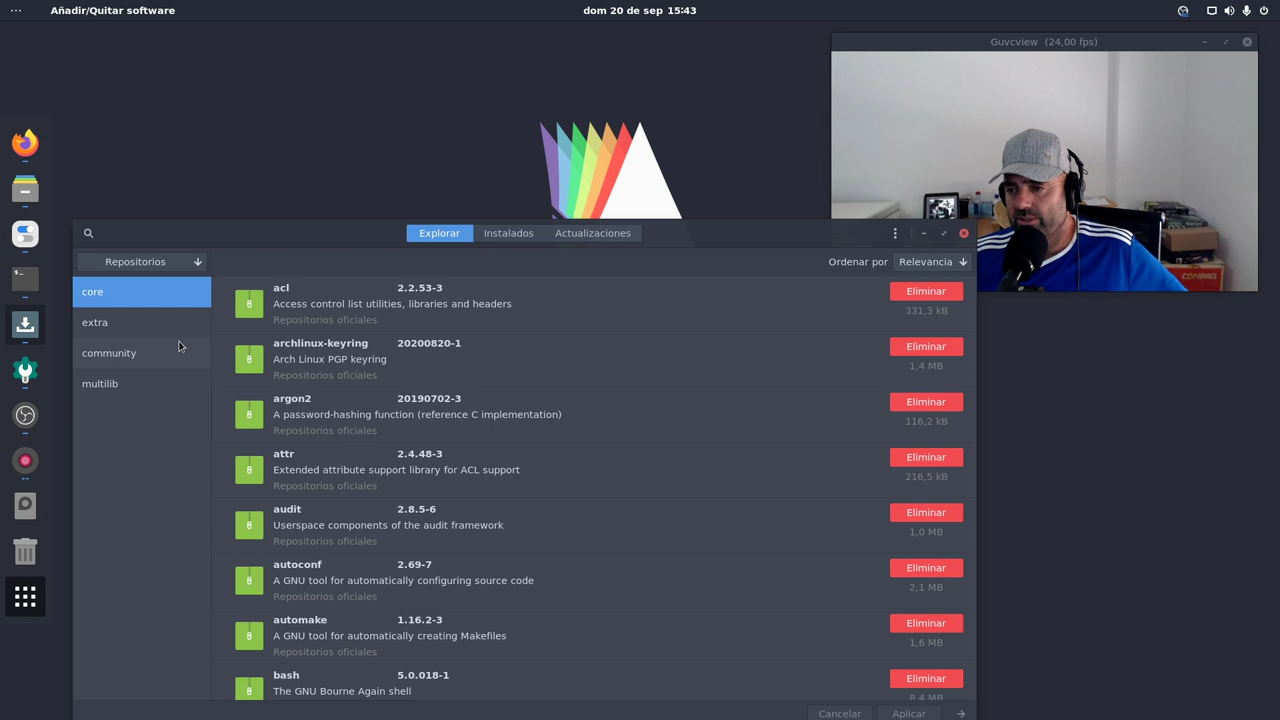 Añadir/Quitar software
dom 20 de sep 15:43
Guvcview (24,00 fps)
Explorar
Instalados
Actualizaciones
Repositorios
Ordenar por
Relevancia
core
extra
community
multilib
acl 2.2.53-3
Access control list utilities, libraries and headers
Repositorios oficiales
Eliminar
331,3 kB
archlinux-keyring 20200820-1
Arch Linux PGP keyring
Repositorios oficiales
Eliminar
1,4 MB
argon2 20190702-3
A password-hashing function (reference C implementation)
Repositorios oficiales
Eliminar
116,2 kB
attr 2.4.48-3
Extended attribute support library for ACL support
Repositorios oficiales
Eliminar
216,5 kB
audit 2.8.5-6
Userspace components of the audit framework
Repositorios oficiales
Eliminar
1,0 MB
autoconf 2.69-7
A GNU tool for automatically configuring source code
Repositorios oficiales
Eliminar
2,1 MB
automake 1.16.2-3
A GNU tool for automatically creating Makefiles
Repositorios oficiales
Eliminar
1,6 MB
bash 5.0.018-1
The GNU Bourne Again shell
Eliminar
8,4 MB
Cancelar
Aplicar
COMPAQ